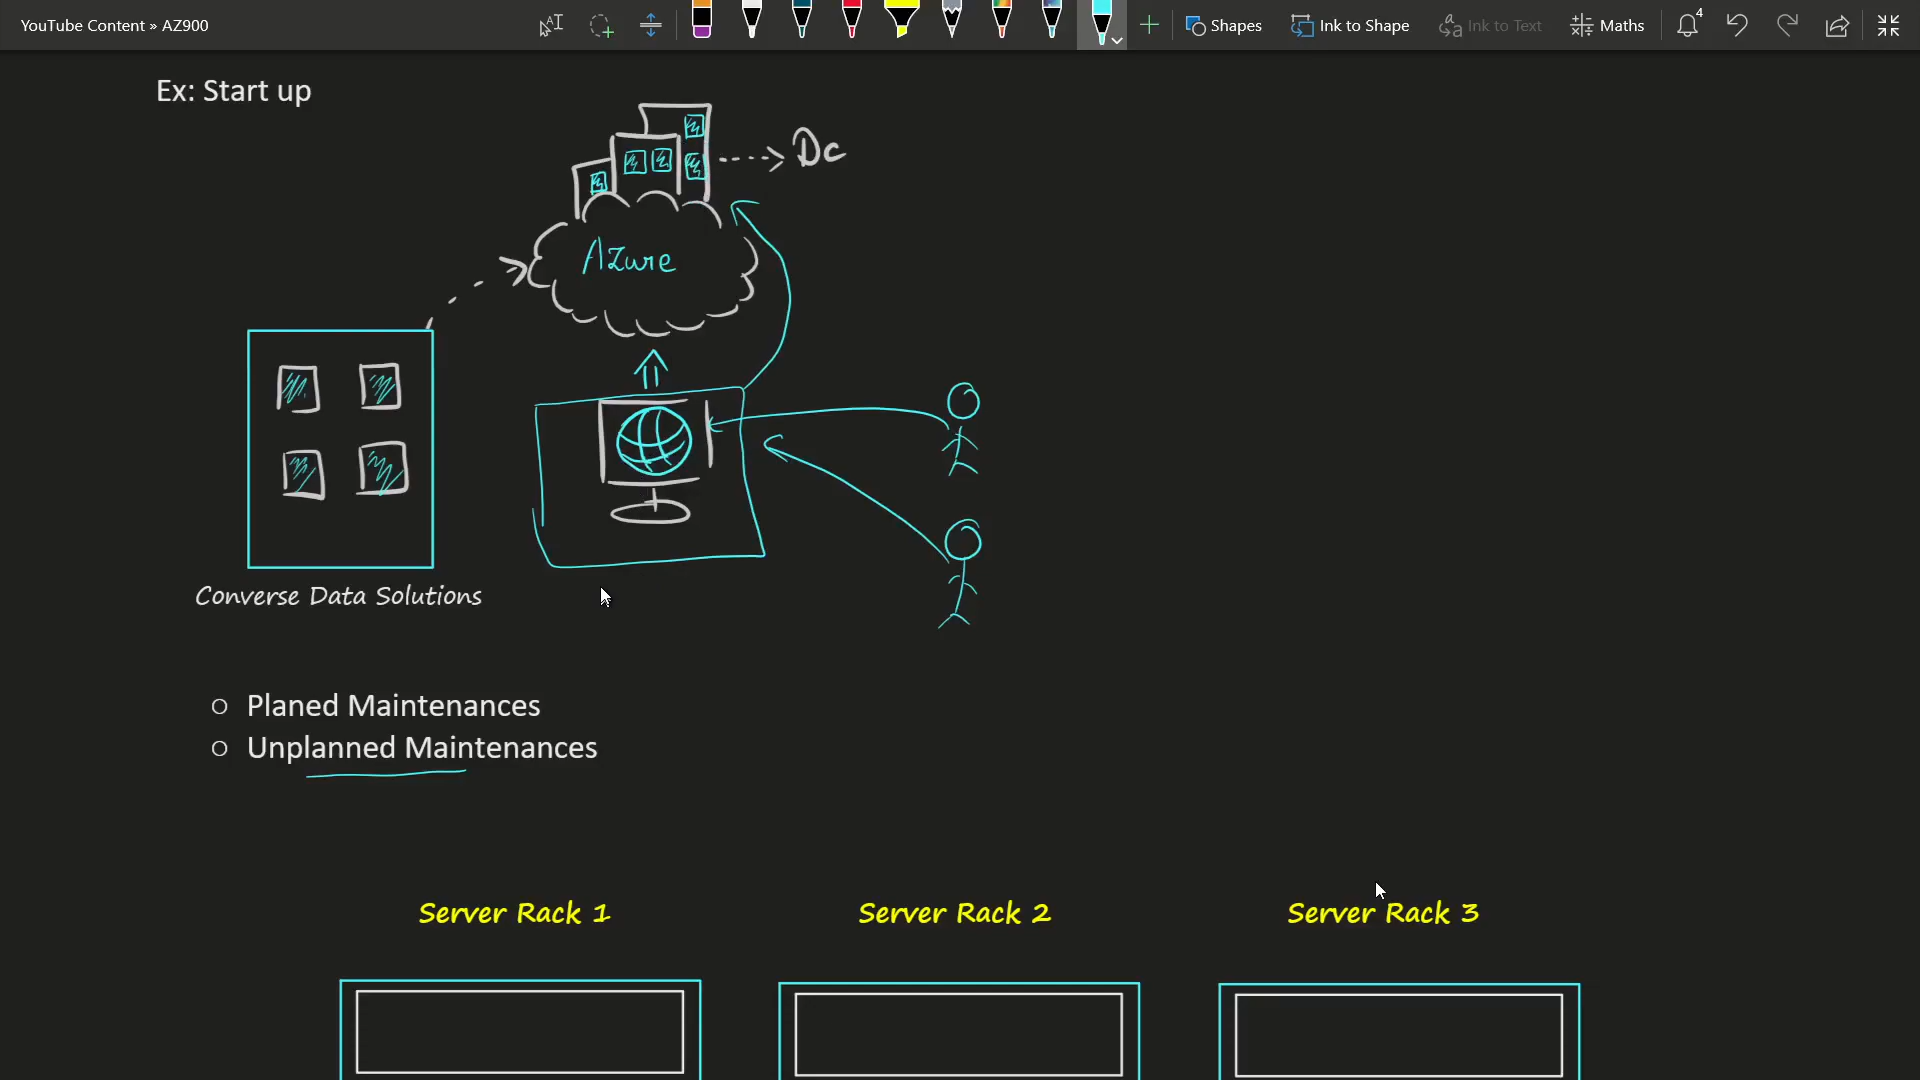 YouTube Content » AZ900
Shapes
Ink to Shape
Ink to Text
Maths
4
Ex: Start up
Dc
AZure
Converse Data Solutions
Planed Maintenances
Unplanned Maintenances
Server Rack 1
Server Rack 2
Server Rack 3